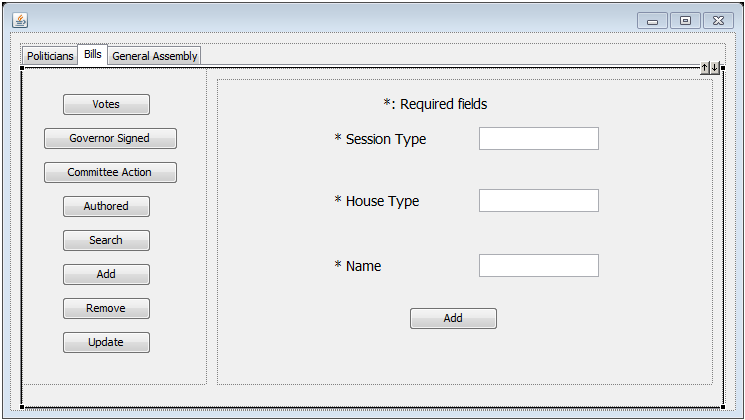 Politicians Bills General Assembly
Votes
Governor Signed
Committee Action
Authored
Search
Add
Remove
Update
*: Required fields
* Session Type
* House Type
* Name
Add